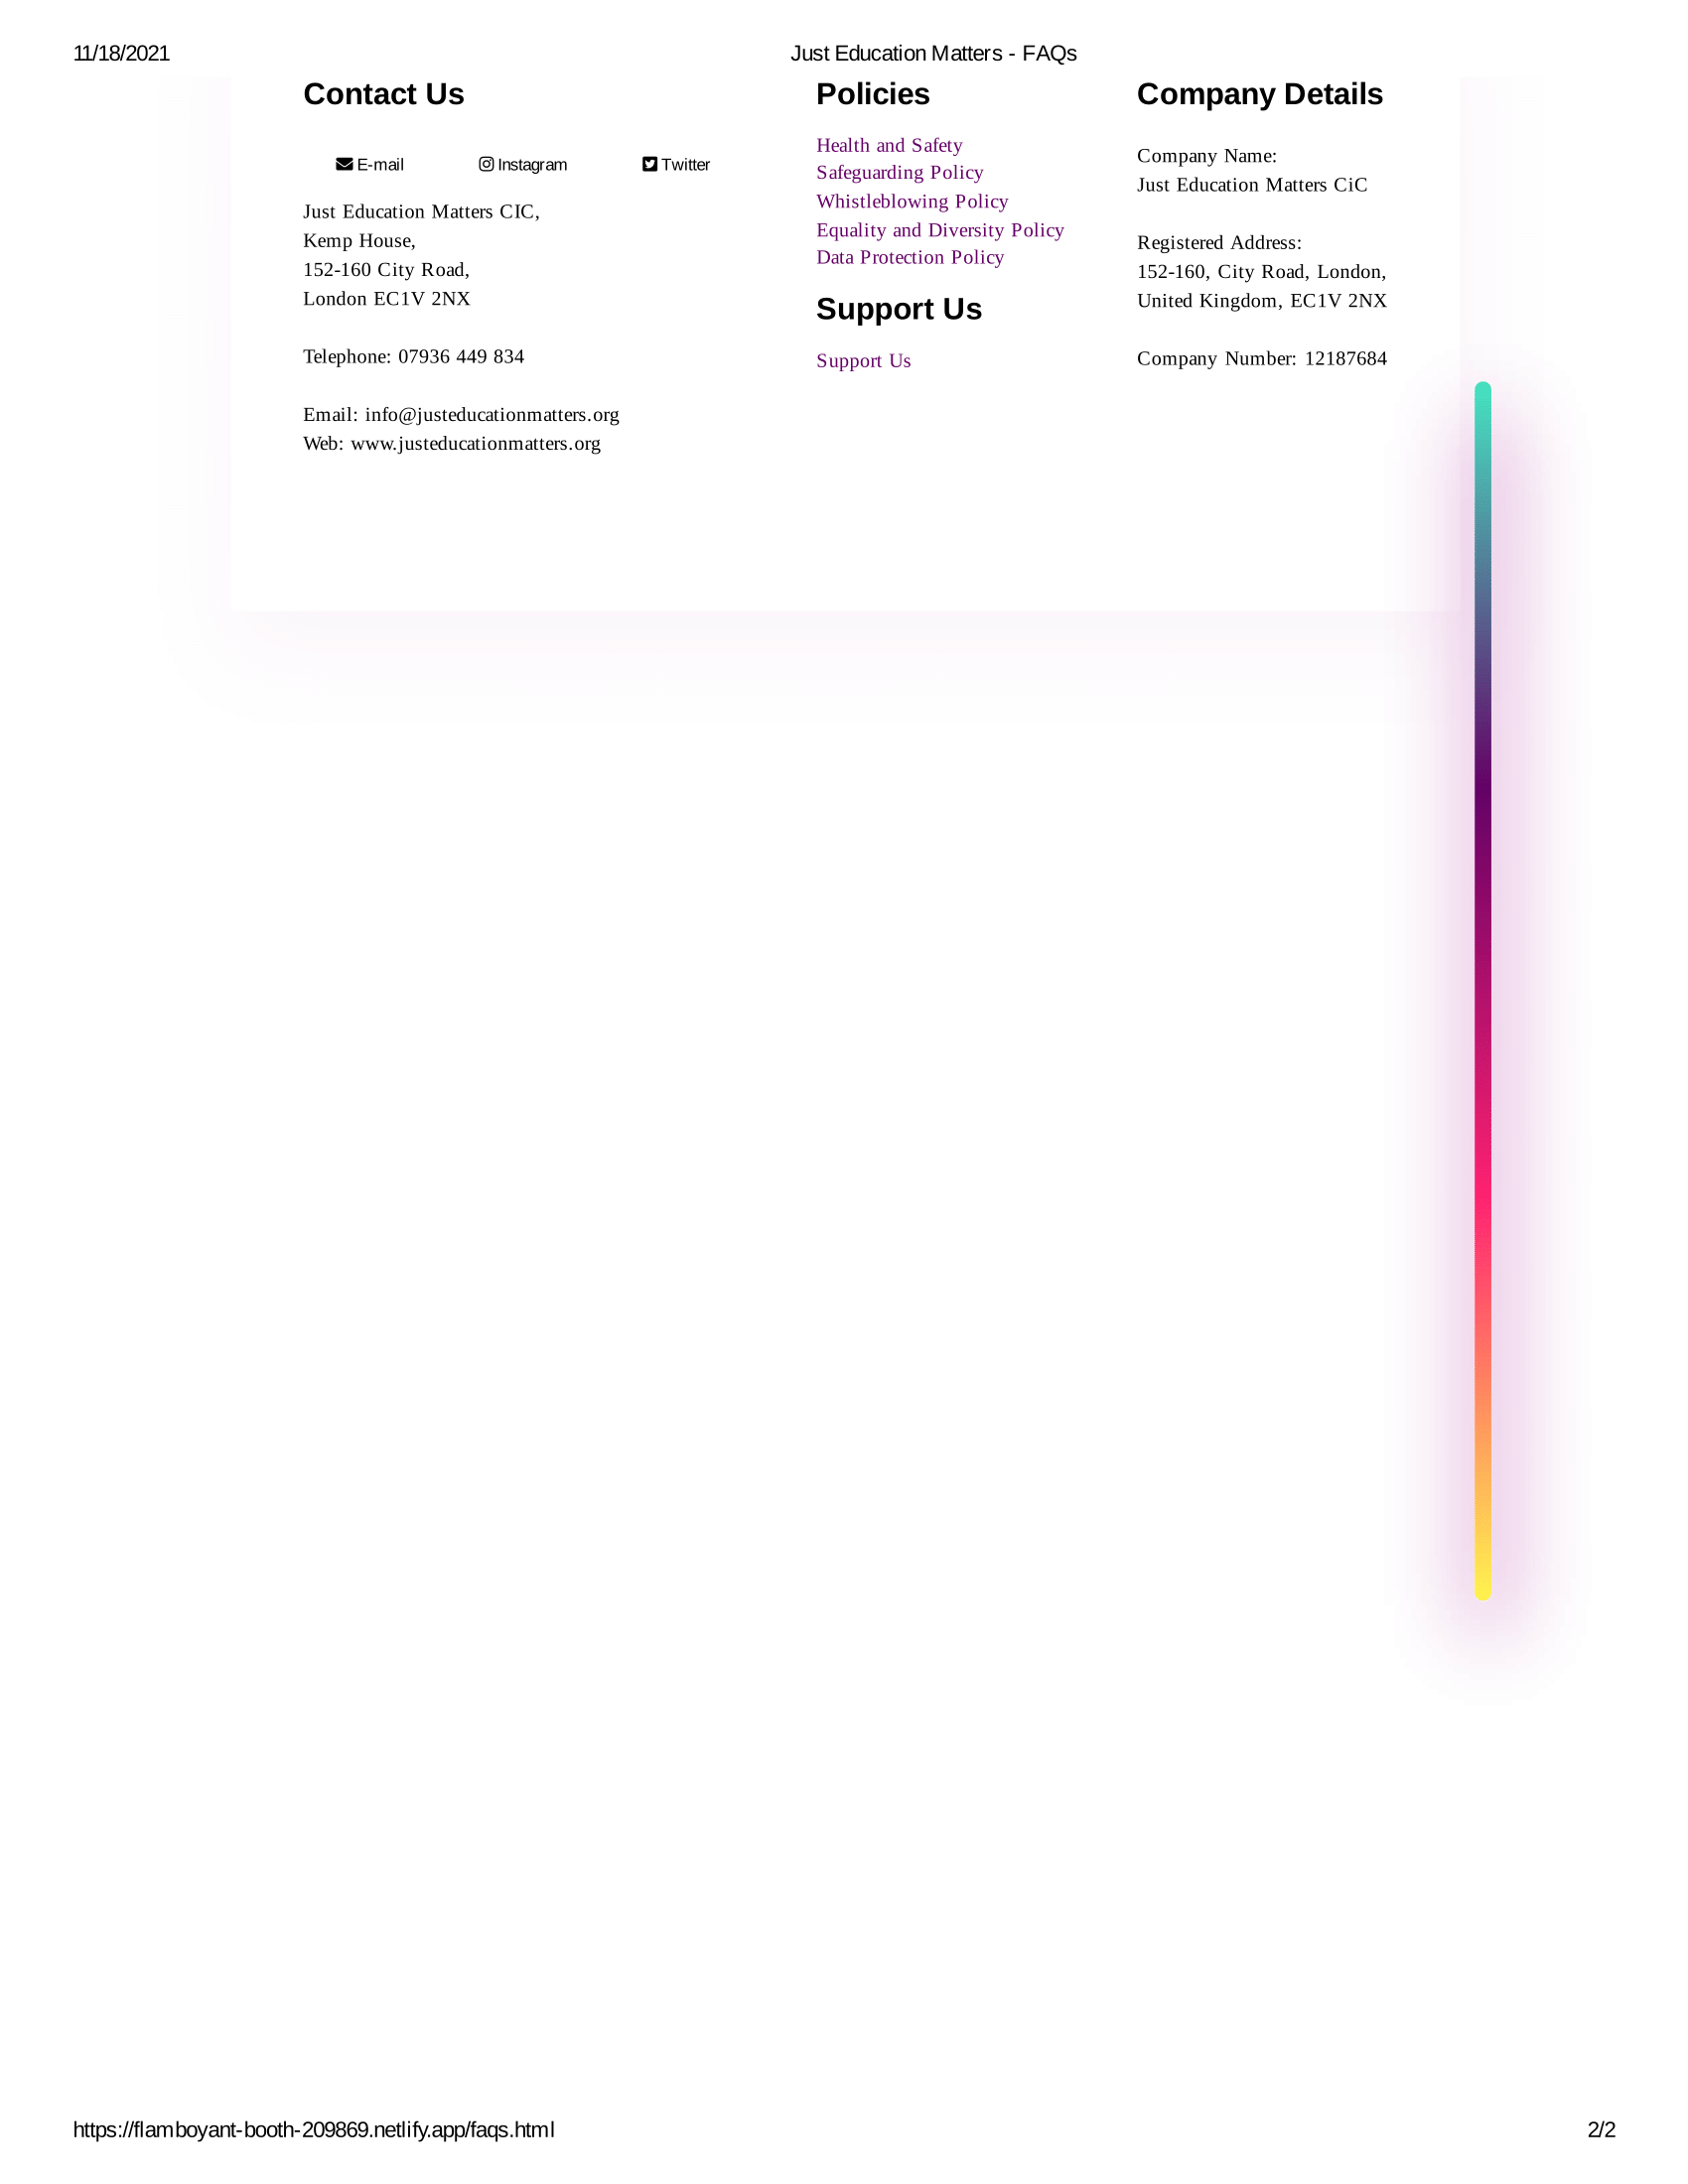 11/18/2021
Just Education Matters - FAQs
Contact Us
E-mail
Instagram
Twitter
Just Education Matters CIC,
Kemp House,
152-160 City Road,
London EC1V 2NX
Telephone: 07936 449 834
Email: info@justeducationmatters.org
Web: www.justeducationmatters.org
Policies
Health and Safety
Safeguarding Policy
Whistleblowing Policy
Equality and Diversity Policy
Data Protection Policy
Support Us
Support Us
Company Details
Company Name:
Just Education Matters CiC
Registered Address:
152-160, City Road, London,
United Kingdom, EC1V 2NX
Company Number: 12187684
https://flamboyant-booth-209869.netlify.app/faqs.html
2/2